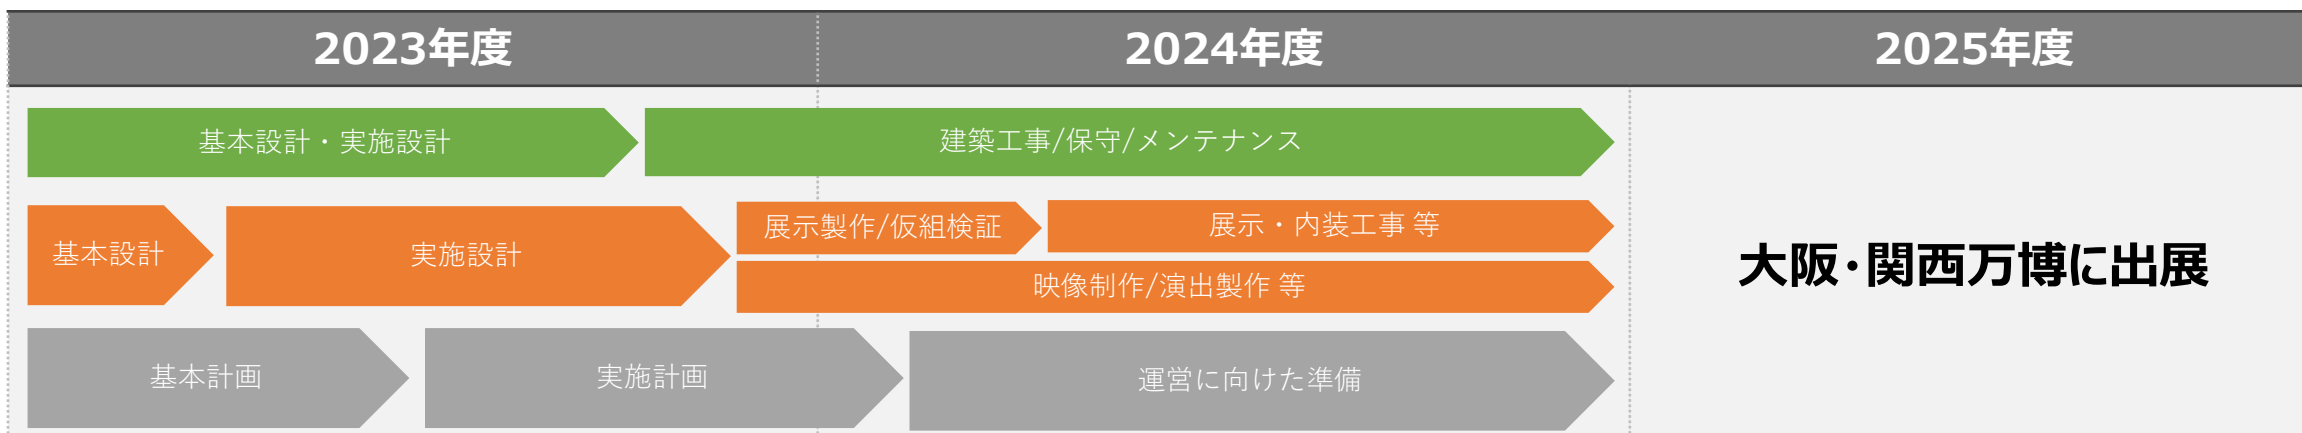 2023年度
2024年度
2025年度
基本設計・実施設計
建築工事/保守/メンテナンス
基本設計
実施設計
展示製作/仮組検証
展示・内装工事 等
映像制作/演出製作 等
大阪・関西万博に出展
基本計画
実施計画
運営に向けた準備